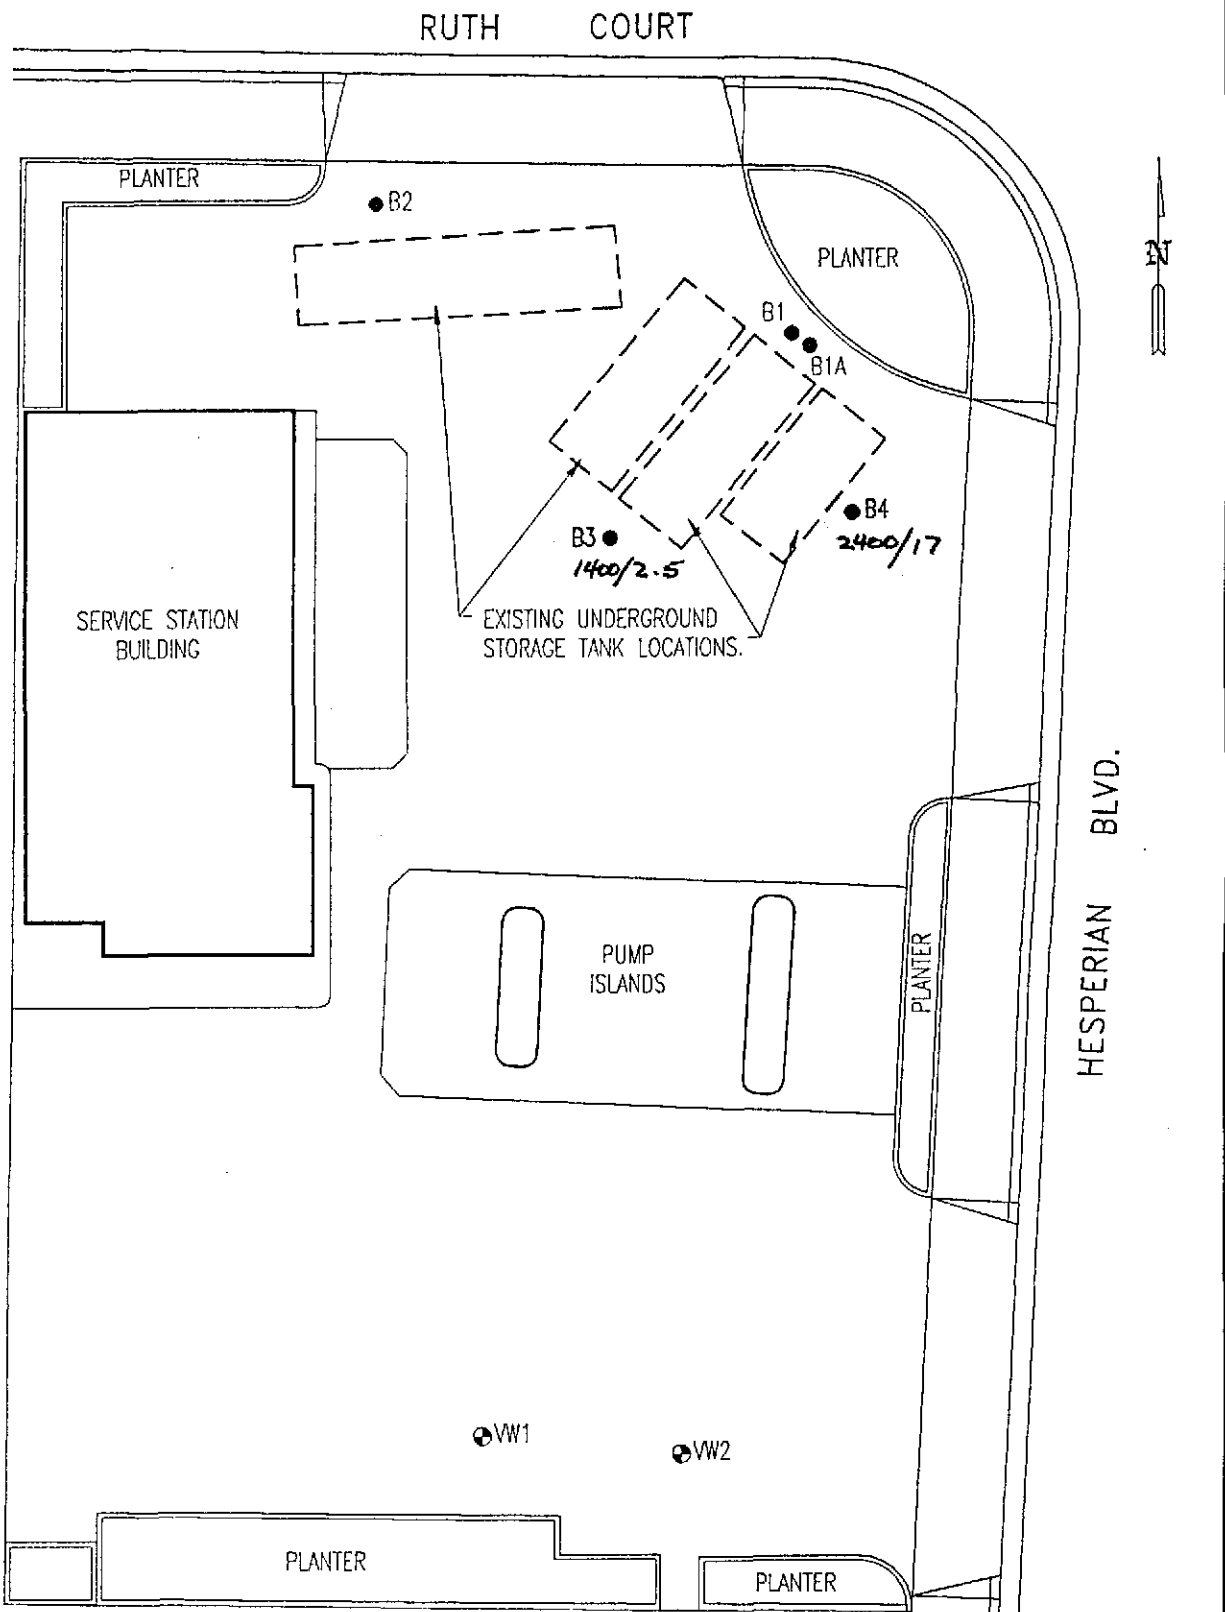 RUTH COURT
PLANTER
B2
PLANTER
N
B1
B1A
B3
1400/2.5
B4
2400/17
EXISTING UNDERGROUND
STORAGE TANK LOCATIONS.
SERVICE STATION
BUILDING
HESPERIAN BLVD.
PUMP
ISLANDS
PLANTER
VW1
VW2
PLANTER
PLANTER